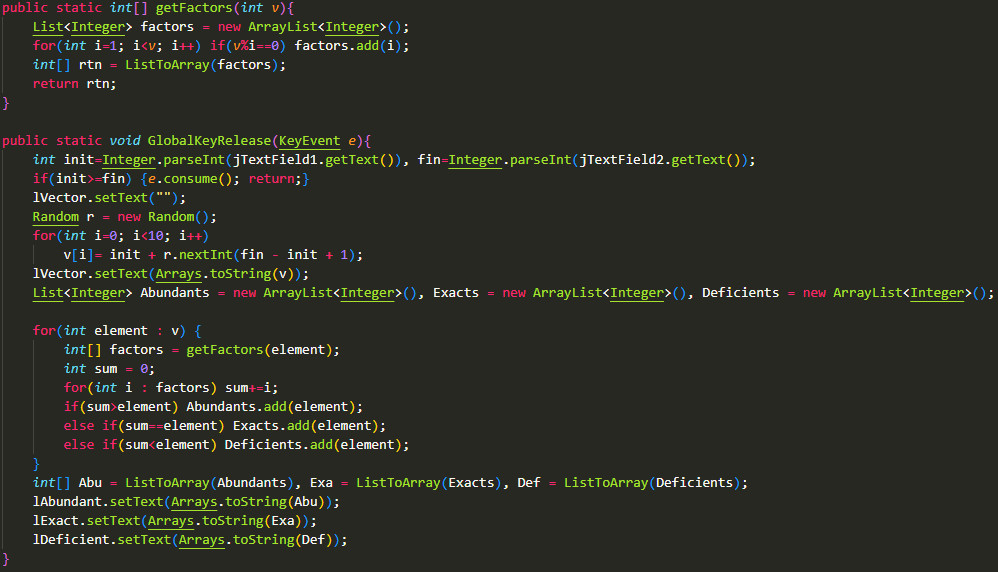 public static int[] getFactors(int v){
    List<Integer> factors = new ArrayList<Integer>();
    for(int i=1; i<v; i++) if(v%i==0) factors.add(i);
    int[] rtn = ListToArray(factors);
    return rtn;
}

public static void GlobalKeyRelease(KeyEvent e){
    int init=Integer.parseInt(jTextField1.getText()), fin=Integer.parseInt(jTextField2.getText());
    if(init>=fin) {e.consume(); return;}
    lVector.setText("");
    Random r = new Random();
    for(int i=0; i<10; i++)
        v[i]= init + r.nextInt(fin - init + 1);
    lVector.setText(Arrays.toString(v));
    List<Integer> Abundants = new ArrayList<Integer>(), Exacts = new ArrayList<Integer>(), Deficients = new ArrayList<Integer>();

    for(int element : v) {
        int[] factors = getFactors(element);
        int sum = 0;
        for(int i : factors) sum+=i;
        if(sum>element) Abundants.add(element);
        else if(sum==element) Exacts.add(element);
        else if(sum<element) Deficients.add(element);
    }
    int[] Abu = ListToArray(Abundants), Exa = ListToArray(Exacts), Def = ListToArray(Deficients);
    lAbundant.setText(Arrays.toString(Abu));
    lExact.setText(Arrays.toString(Exa));
    lDeficient.setText(Arrays.toString(Def));
}